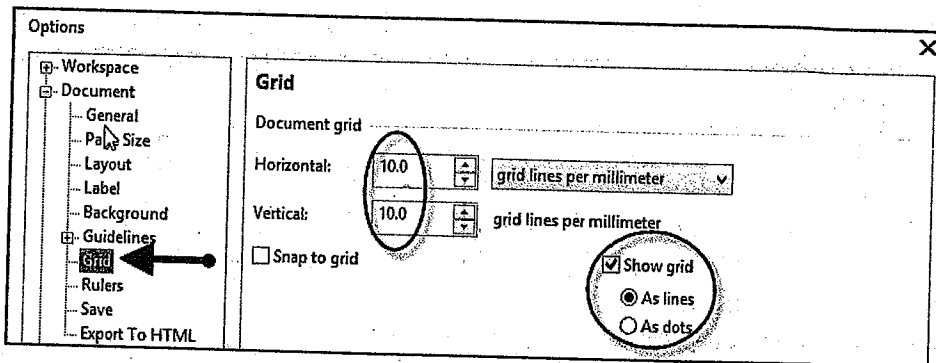 Options
Workspace
Document
General
Page Size
Layout
Label
Background
Guidelines
Grid
Rulers
Save
Export To HTML
Grid
Document grid
Horizontal: 10.0 grid lines per millimeter
Vertical: 10.0 grid lines per millimeter
Snap to grid
Show grid
As lines
As dots